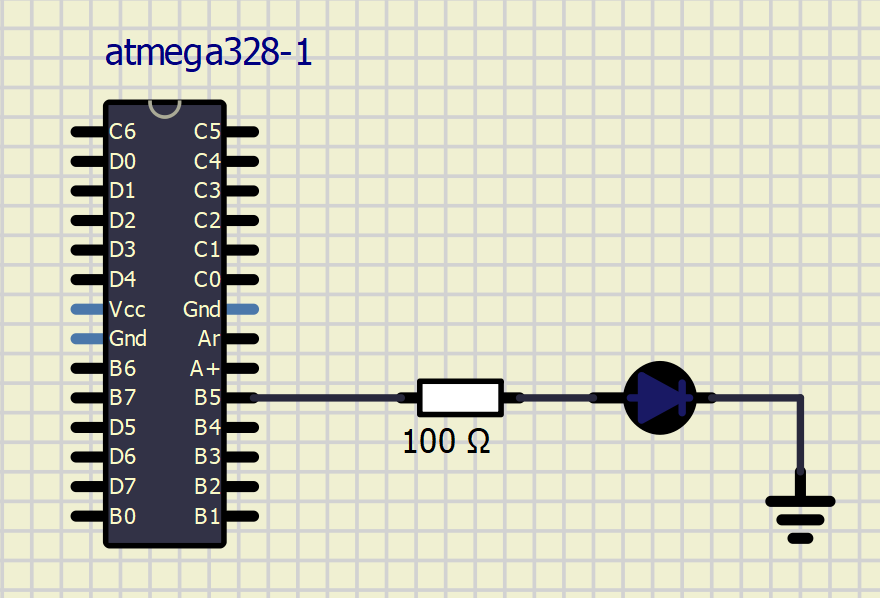 atmega328-1
C6 C5
D0 C4
D1 C3
D2 C2
D3 C1
D4 C0
Vcc Gnd
Gnd Ar
B6 A+
B7 B5
D5 B4
D6 B3
D7 B2
B0 B1
100 Ω